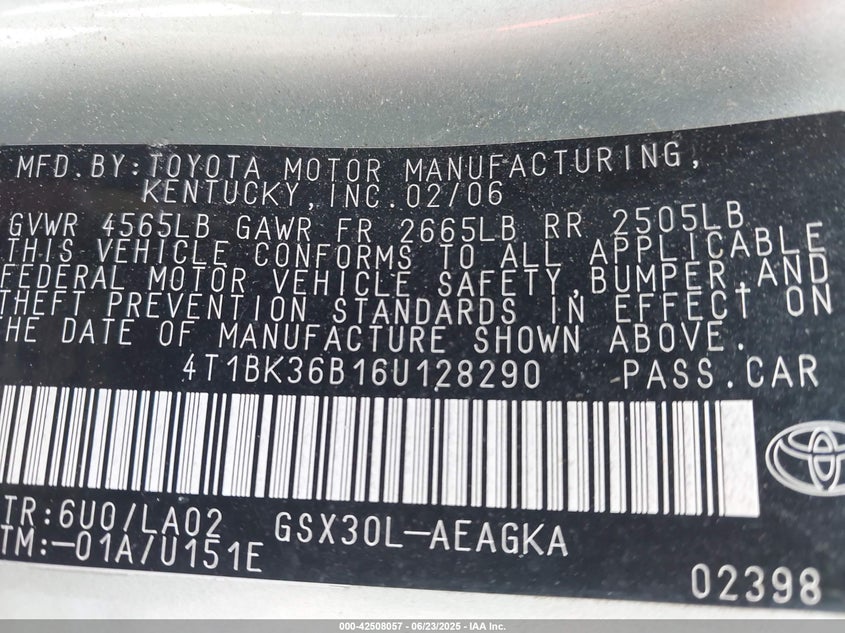 MFD.BY:TOYOTA MOTOR MANUFACTURING,
KENTUCKY,INC.02/06
GVWR 4565LB GAWR FR 2665LB RR 2505LB
THIS VEHICLE CONFORMS TO ALL APPLICABLE
FEDERAL MOTOR VEHICLE SAFETY,BUMPER,AND
THEFT PREVENTION STANDARDS IN EFFECT ON
THE DATE OF MANUFACTURE SHOWN ABOVE.
4T1BK36B16U128290 PASS.CAR
TR:6U0/LA02 GSX30L-AEAGKA
TM:-01A/U151E
02398
000-42508057 - 06/23/2025 - IAA Inc.